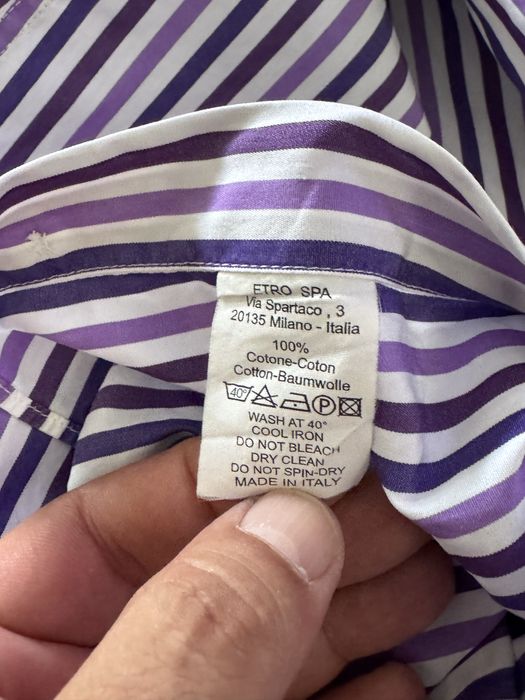 ETRO SPA
Via Spartaco , 3
20135 Milano - Italia
100%
Cotone-Coton
Cotton-Baumwolle
40° P
WASH AT 40°
COOL IRON
DO NOT BLEACH
DRY CLEAN
DO NOT SPIN-DRY
MADE IN ITALY